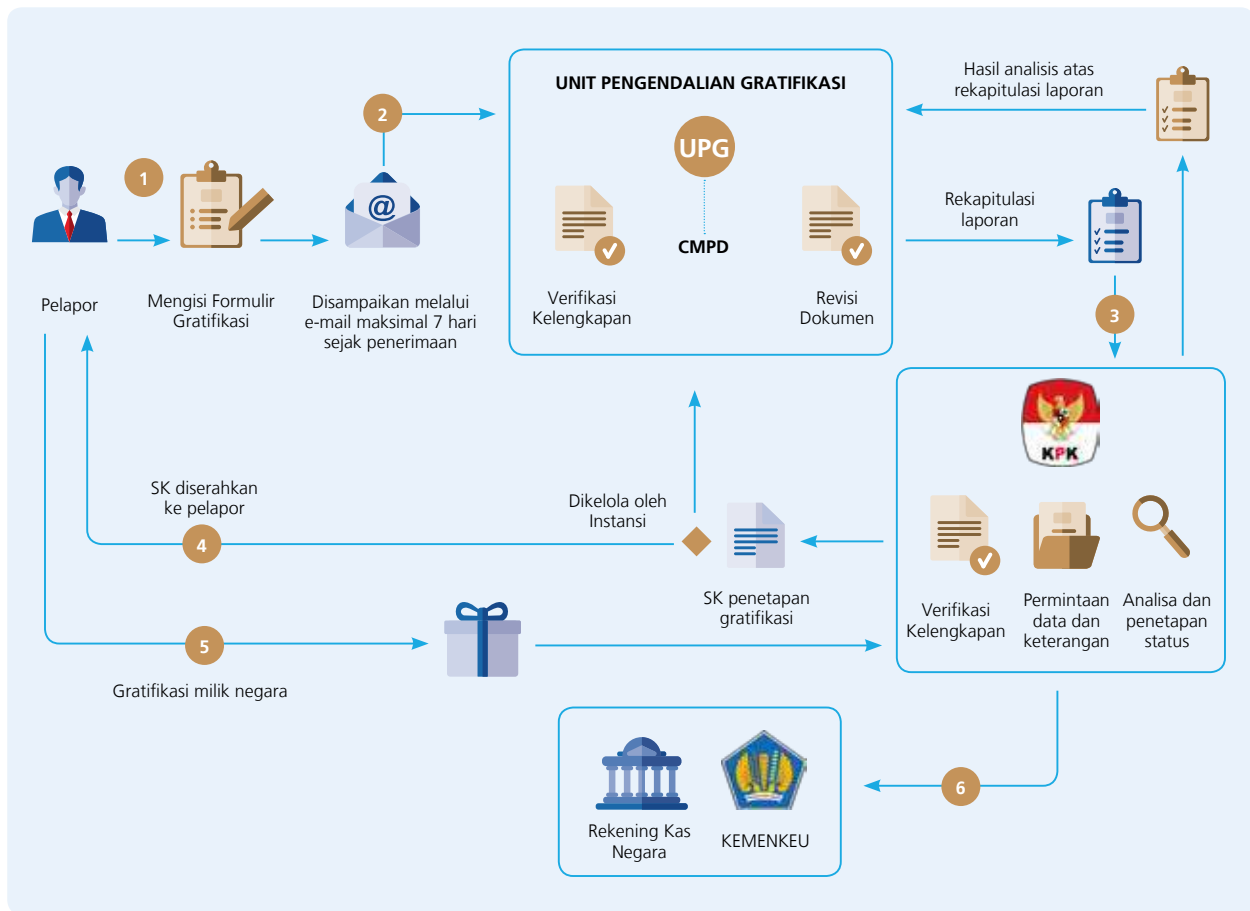 UNIT PENGENDALIAN GRATIFIKASI
UPG
CMPD
Verifikasi
Kelengkapan
Revisi
Dokumen
Hasil analisis atas
rekapitulasi laporan
Rekapitulasi
laporan
1
2
@
Pelapor
Mengisi Formulir
Gratifikasi
Disampaikan melalui
e-mail maksimal 7 hari
sejak penerimaan
3
KPK
Verifikasi
Kelengkapan
Permintaan
data dan
keterangan
Analisa dan
penetapan
status
SK diserahkan
ke pelapor
4
Dikelola oleh
Instansi
SK penetapan
gratifikasi
5
Gratifikasi milik negara
6
Rekening Kas
Negara
KEMENKEU